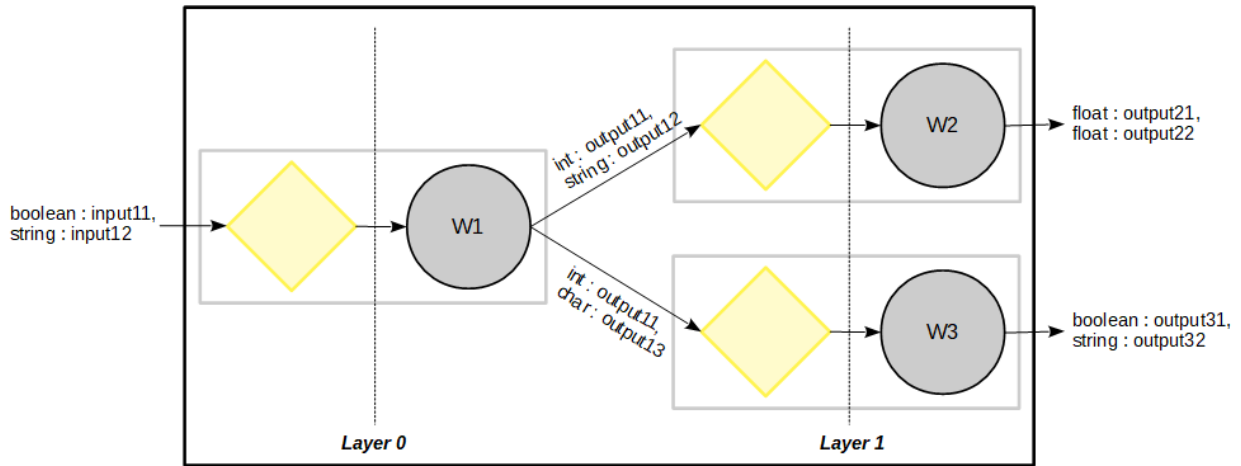 boolean : input11,
string : input12
W1
int : output11,
string : output12
int : output11,
char : output13
W2
float : output21,
float : output22
W3
boolean : output31,
string : output32
Layer 0
Layer 1